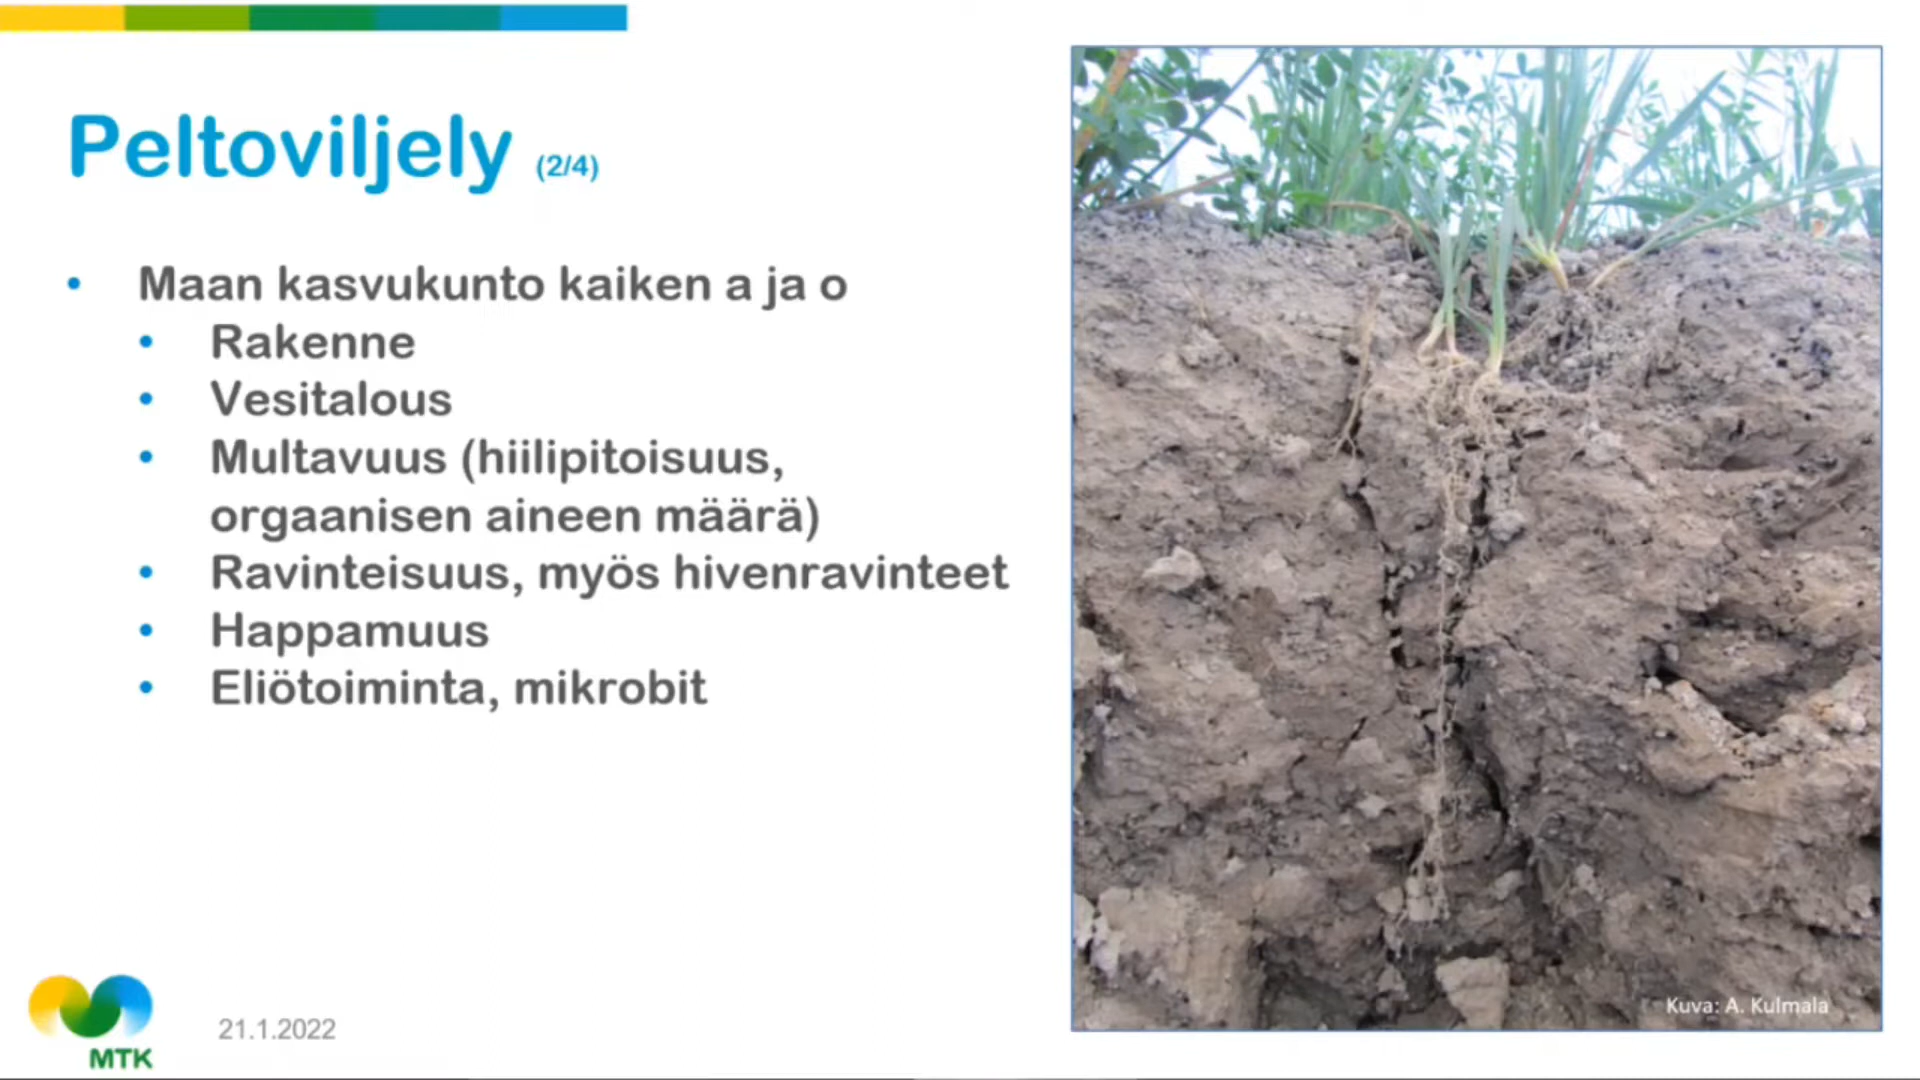 Peltoviljely (2/4)
• Maan kasvukunto kaiken a ja o
• Rakenne
• Vesitalous
• Multavuus (hiilipitoisuus,
orgaanisen aineen määrä)
• Ravinteisuus, myös hivenravinteet
• Happamuus
• Eliötoiminta, mikrobit
Kuva: A. Kulmala
MTK
21.1.2022